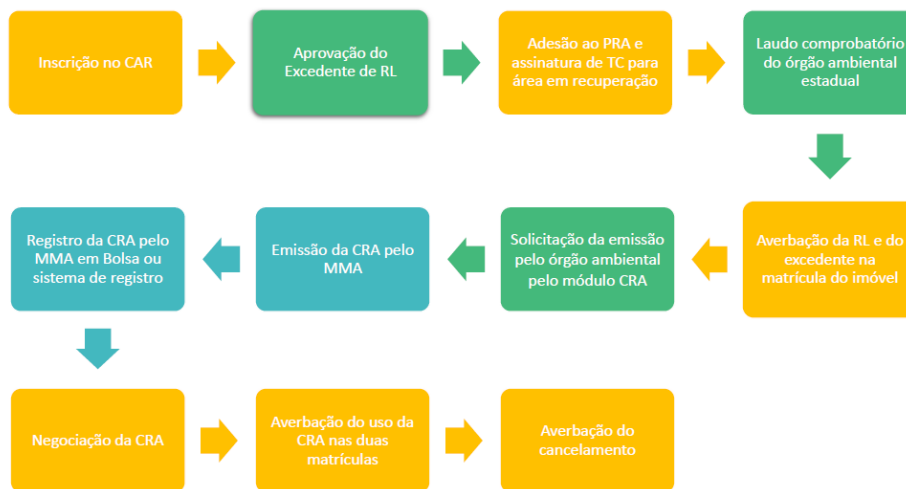 Inscrição no CAR
Aprovação do
Excedente de RL
Adesão ao PRA e
assinatura de TC para
área em recuperação
Laudo comprobatório
do órgão ambiental
estadual
Averbação da RL e do
excedente na
matrícula do imóvel
Solicitação da emissão
pelo órgão ambiental
pelo módulo CRA
Emissão da CRA pelo
MMA
Registro da CRA pelo
MMA em Bolsa ou
sistema de registro
Negociação da CRA
Averbação do uso da
CRA nas duas
matrículas
Averbação do
cancelamento